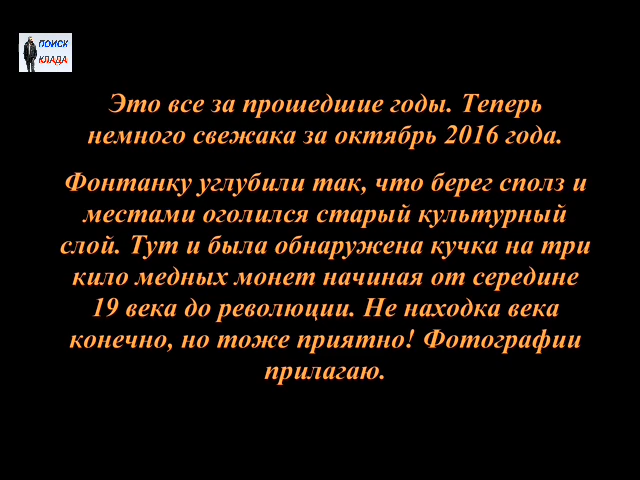 ПОИСК
КЛАДА
Это все за прошедшие годы. Теперь
немного свежака за октябрь 2016 года.
Фонтанку углубили так, что берег сполз и
местами оголился старый культурный
слой. Тут и была обнаружена кучка на три
кило медных монет начиная от середине
19 века до революции. Не находка века
конечно, но тоже приятно! Фотографии
прилагаю.